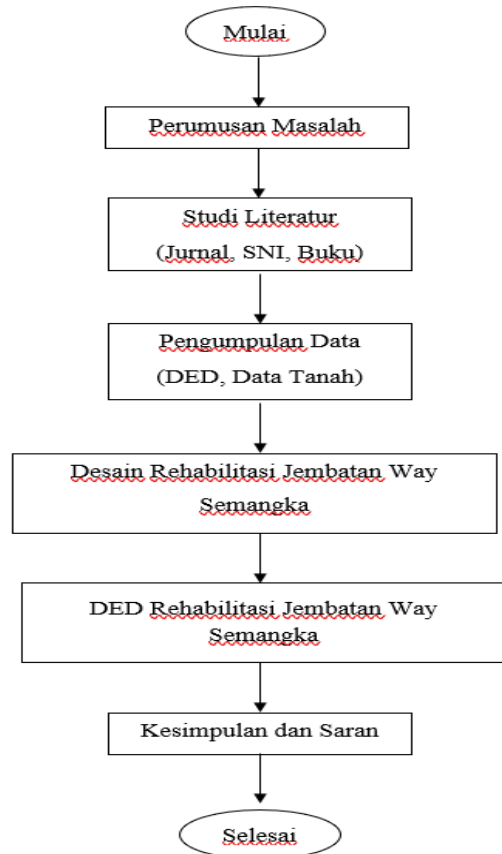 Mulai
Perumusan Masalah
Studi Literatur
(Jurnal, SNI, Buku)
Pengumpulan Data
(DED, Data Tanah)
Desain Rehabilitasi Jembatan Way
Semangka
DED Rehabilitasi Jembatan Way
Semangka
Kesimpulan dan Saran
Selesai